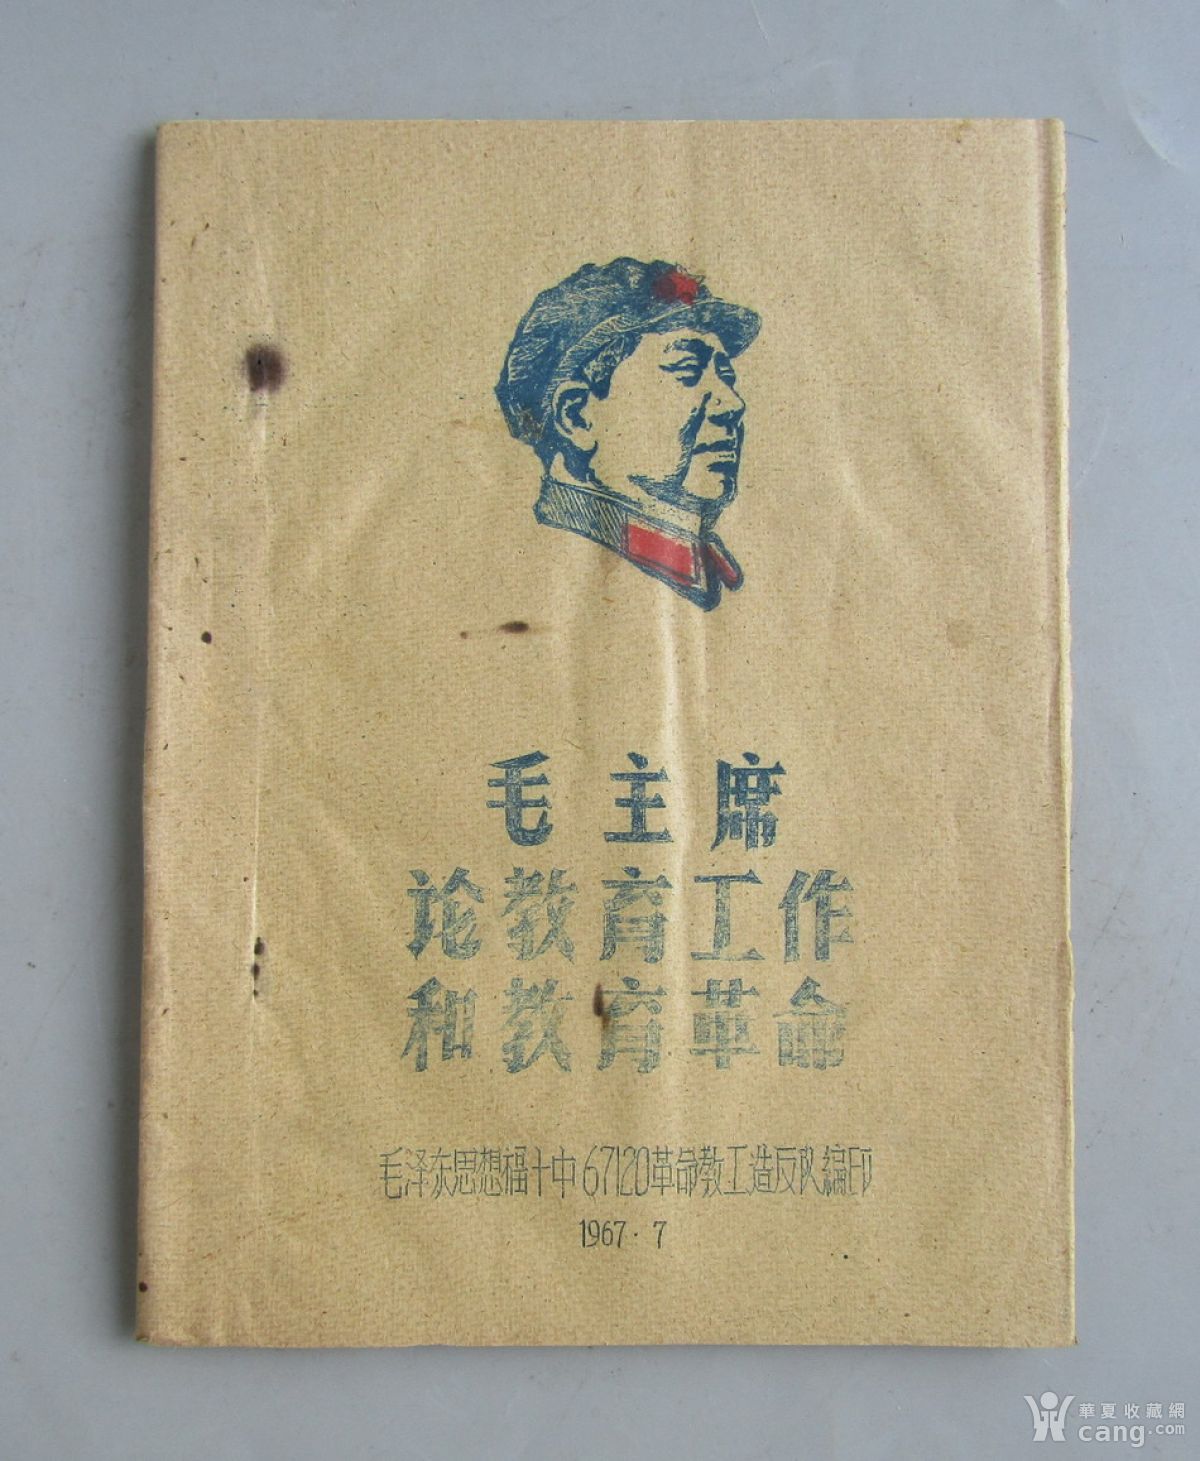 毛主席
论教育工作
和教育革命
毛泽东思想福十中67120革命教工造反队编印
1967.7
華夏收藏網
cang.com